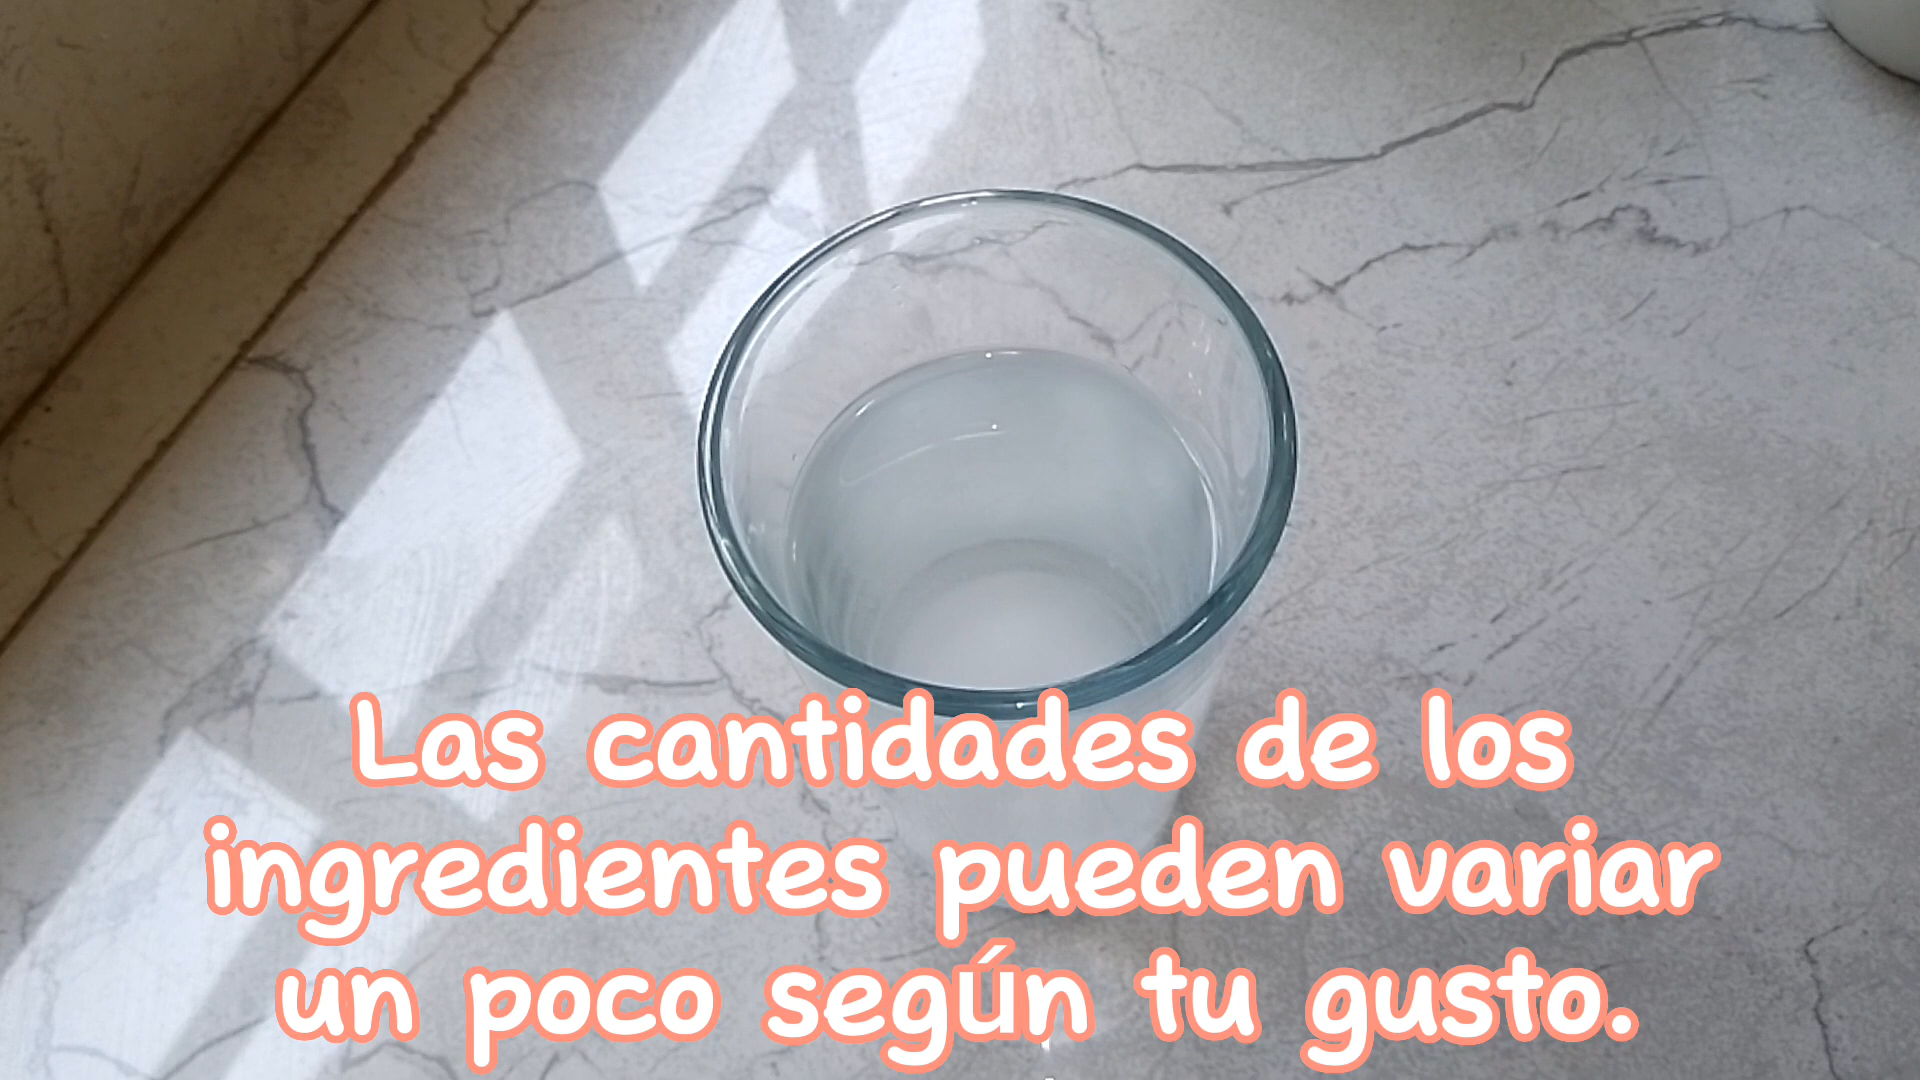 Las cantidades de los
ingredientes pueden variar
un poco según tu gusto.